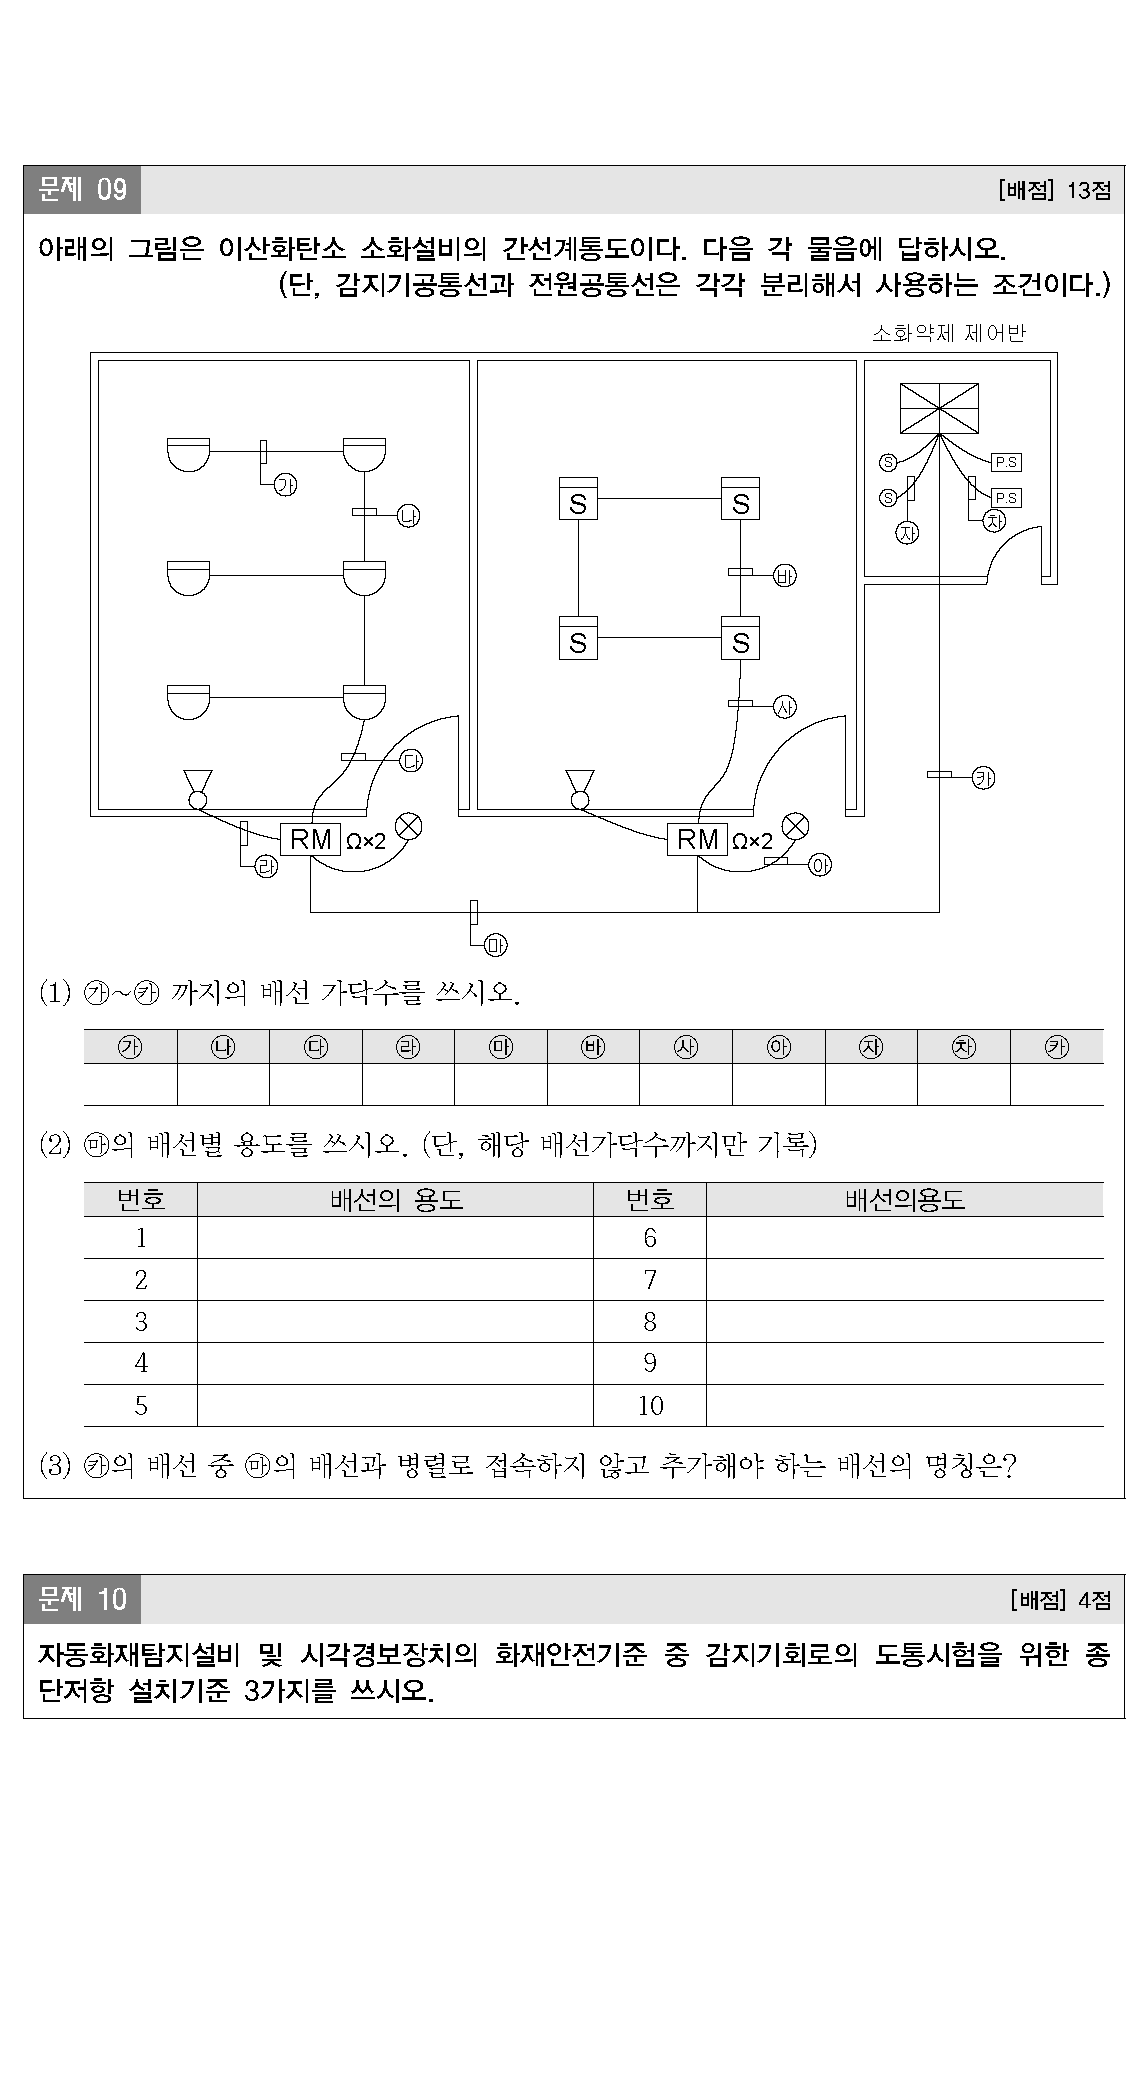 문제 09 [배점] 13점
아래의 그림은 이산화탄소 소화설비의 간선계통도이다. 다음 각 물음에 답하시오.
(단, 감지기공통선과 전원공통선은 각각 분리해서 사용하는 조건이다.)
소화약제 제어반
S P.S
S P.S
㉮
㉯
S S
㉶ ㉷
㉳
S S
㉴
㉰
㉸
RM Ω×2
RM Ω×2
㉱
㉵
㉲
(1) ㉮~㉸ 까지의 배선 가닥수를 쓰시오.
㉮ ㉯ ㉰ ㉱ ㉲ ㉳ ㉴ ㉵ ㉶ ㉷ ㉸
(2) ㉲의 배선별 용도를 쓰시오. (단, 해당 배선가닥수까지만 기록)
번호 배선의 용도 번호 배선의용도
1 6
2 7
3 8
4 9
5 10
(3) ㉸의 배선 중 ㉲의 배선과 병렬로 접속하지 않고 추가해야 하는 배선의 명칭은?
문제 10 [배점] 4점
자동화재탐지설비 및 시각경보장치의 화재안전기준 중 감지기회로의 도통시험을 위한 종
단저항 설치기준 3가지를 쓰시오.